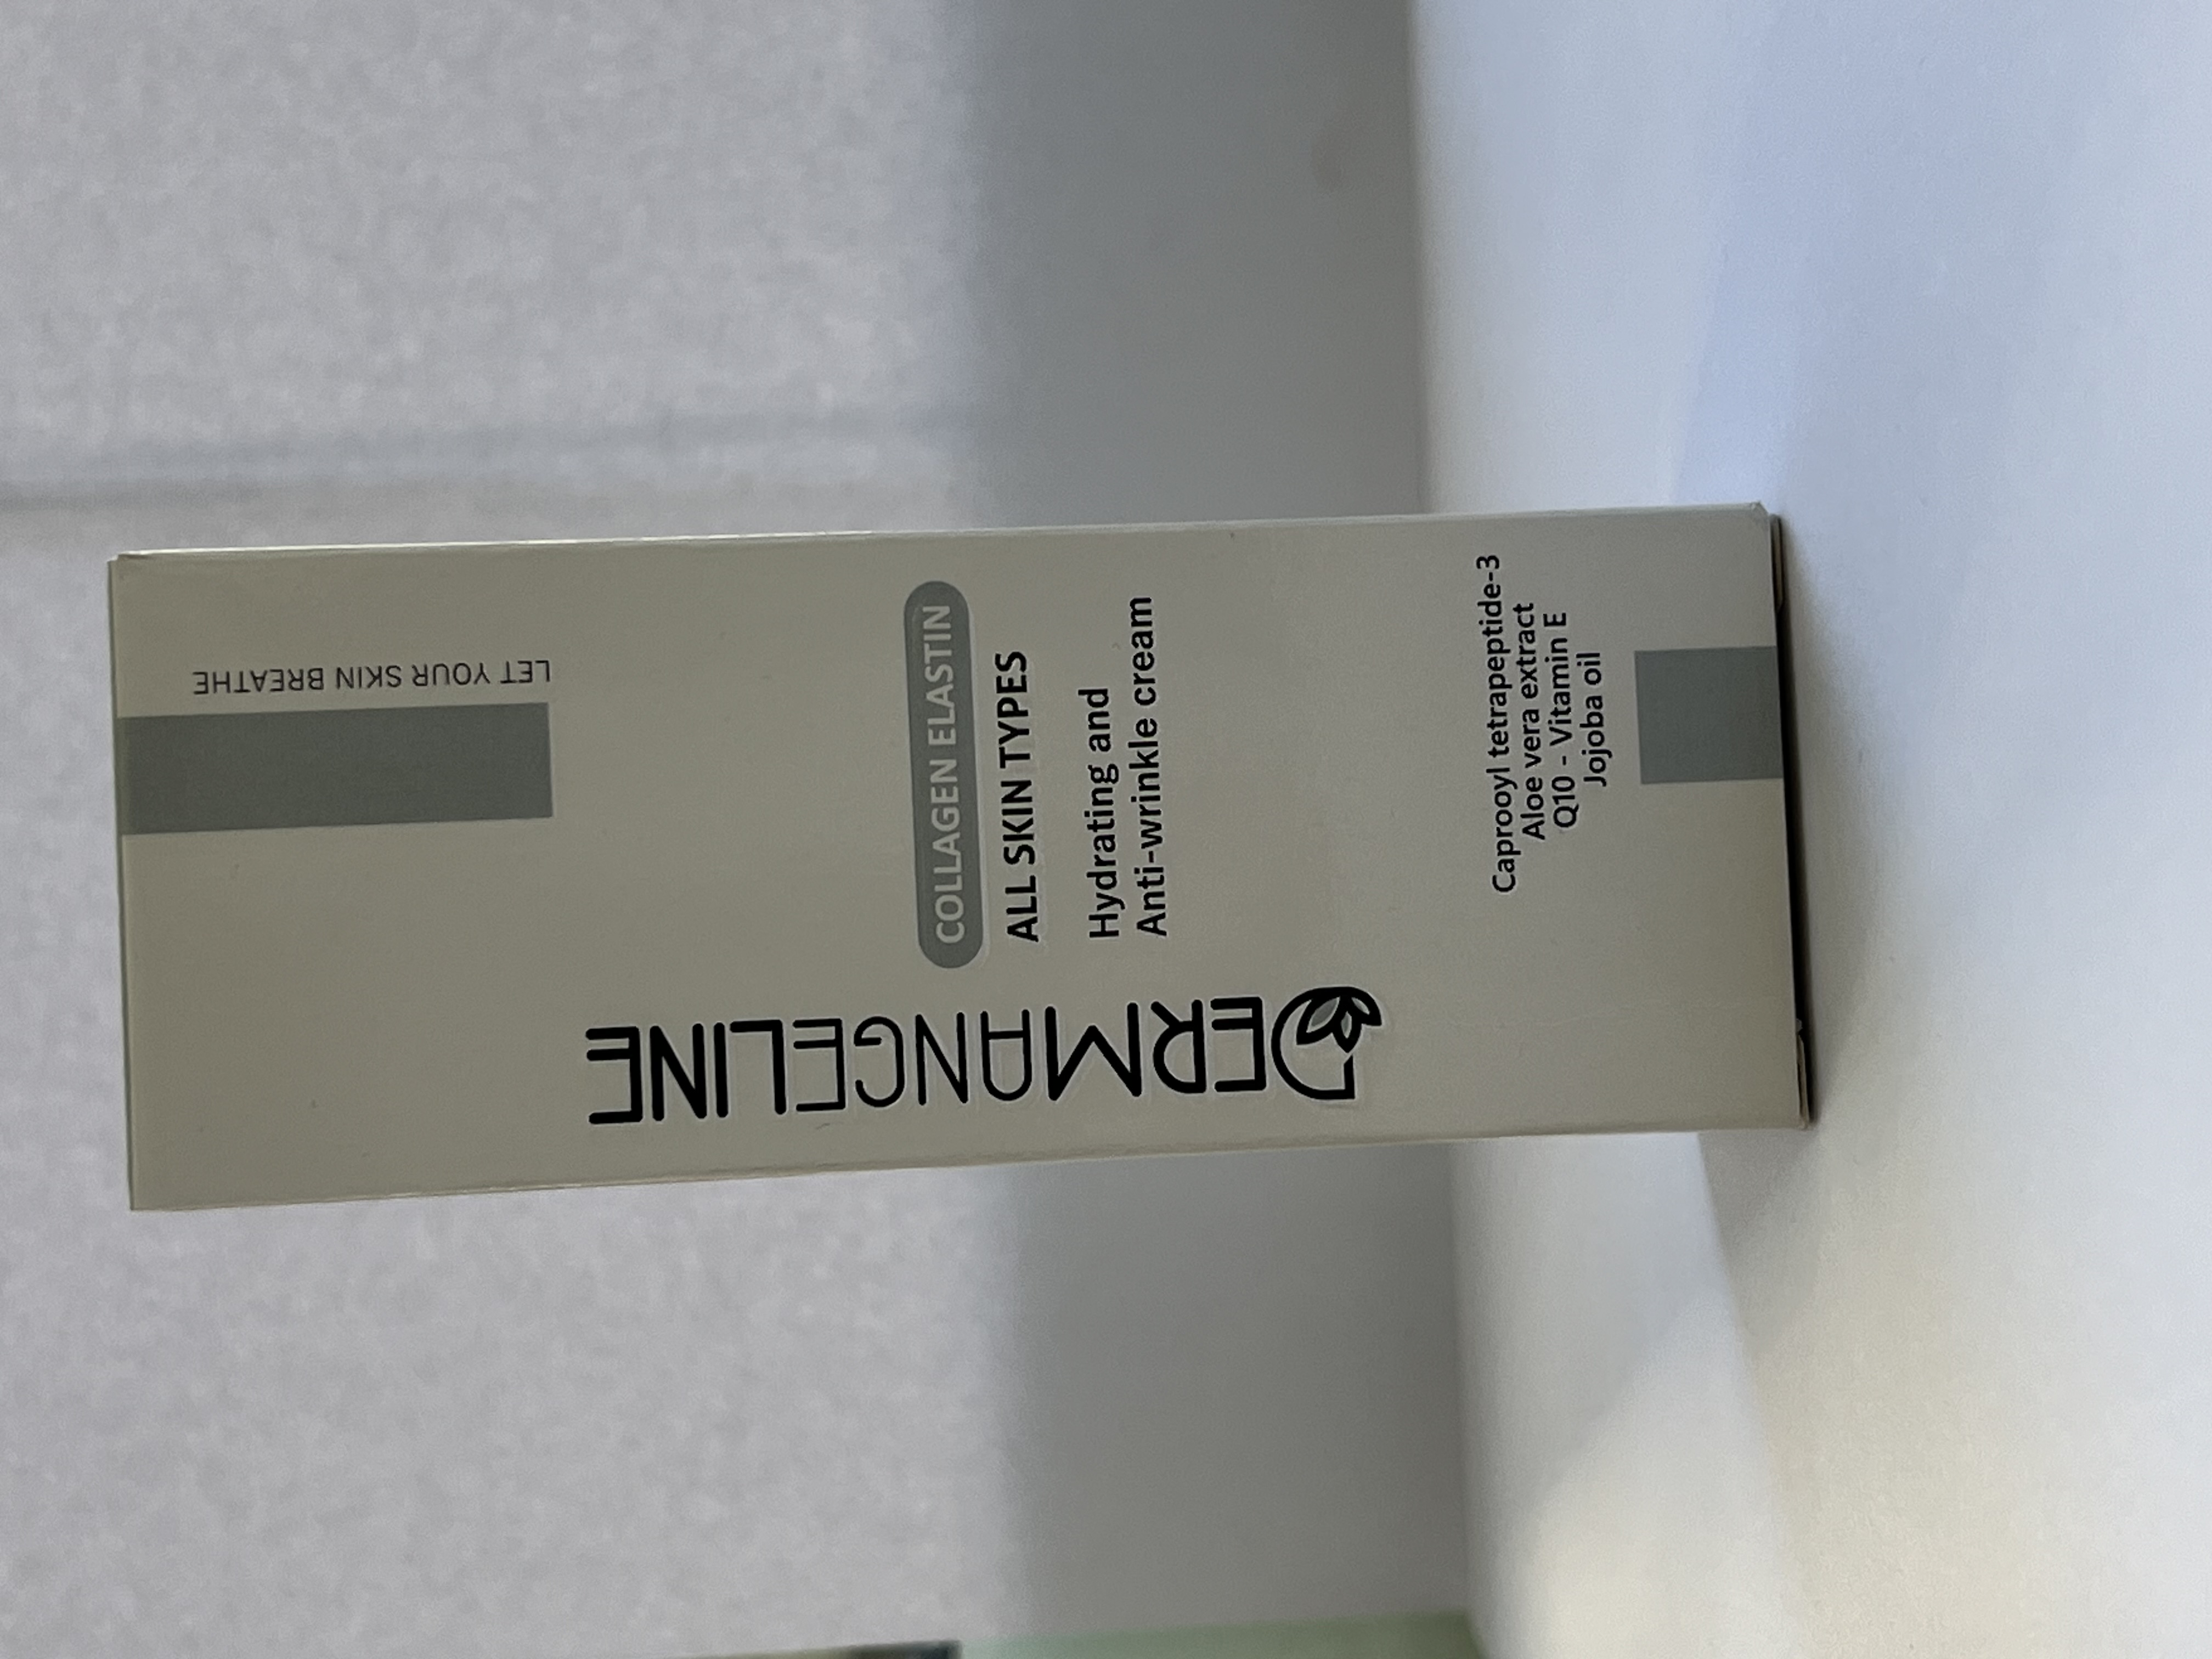 LET YOUR SKIN BREATHE
DERMANGELINE
COLLAGEN ELASTIN
ALL SKIN TYPES
Hydrating and
Anti-wrinkle cream
Caprooyl tetrapeptide-3
Aloe vera extract
Q10 - Vitamin E
Jojoba oil